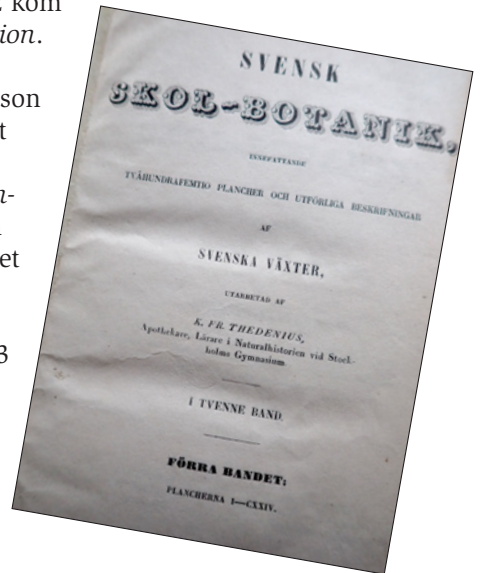 kom
ion.
son
t
n-
et
3
SVENSK
SKOL-BOTANIK,
INNEFATTANDE
TVÅHUNDRAFEMTIO PLANCHER OCH UTFÖRLIGA BESKRIFNINGAR
AF
SVENSKA VÄXTER,
UTARBETAD AF
K. FR. THEDENIUS,
Apothekare, Lärare i Naturalhistorien vid Stock-
holms Gymnasium.
I TVENNE BAND.
FÖRRA BANDET:
PLANCHERNA I—CXXIV.